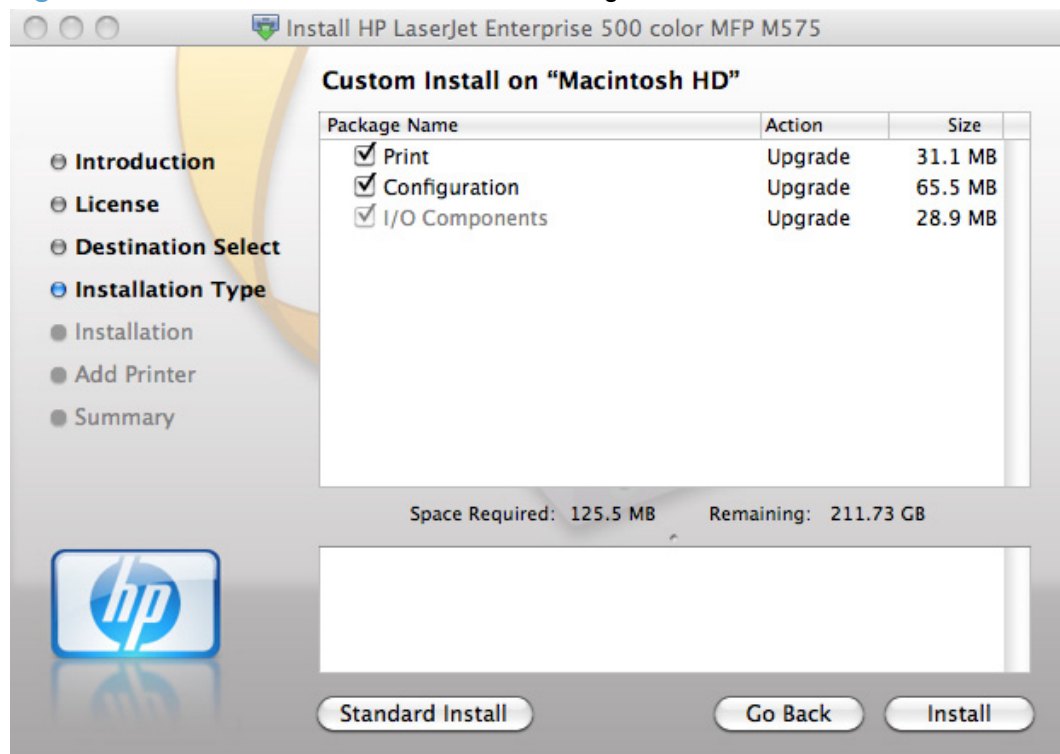 Install HP LaserJet Enterprise 500 color MFP M575
Custom Install on “Macintosh HD”
Package Name Action Size
Print Upgrade 31.1 MB
Configuration Upgrade 65.5 MB
I/O Components Upgrade 28.9 MB
Introduction
License
Destination Select
Installation Type
Installation
Add Printer
Summary
Space Required: 125.5 MB Remaining: 211.73 GB
hp
Standard Install Go Back Install